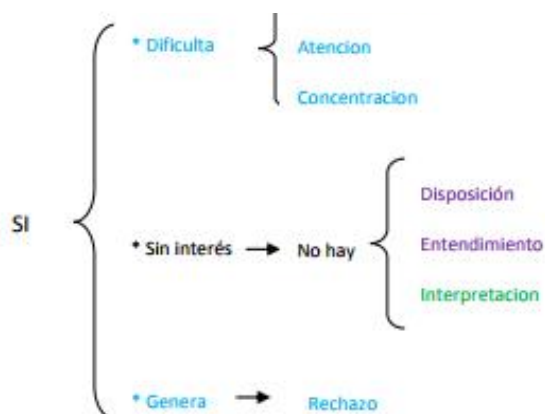 * Dificulta
Atencion
Concentracion
SI
* Sin interés
No hay
Disposición
Entendimiento
Interpretacion
* Genera
Rechazo